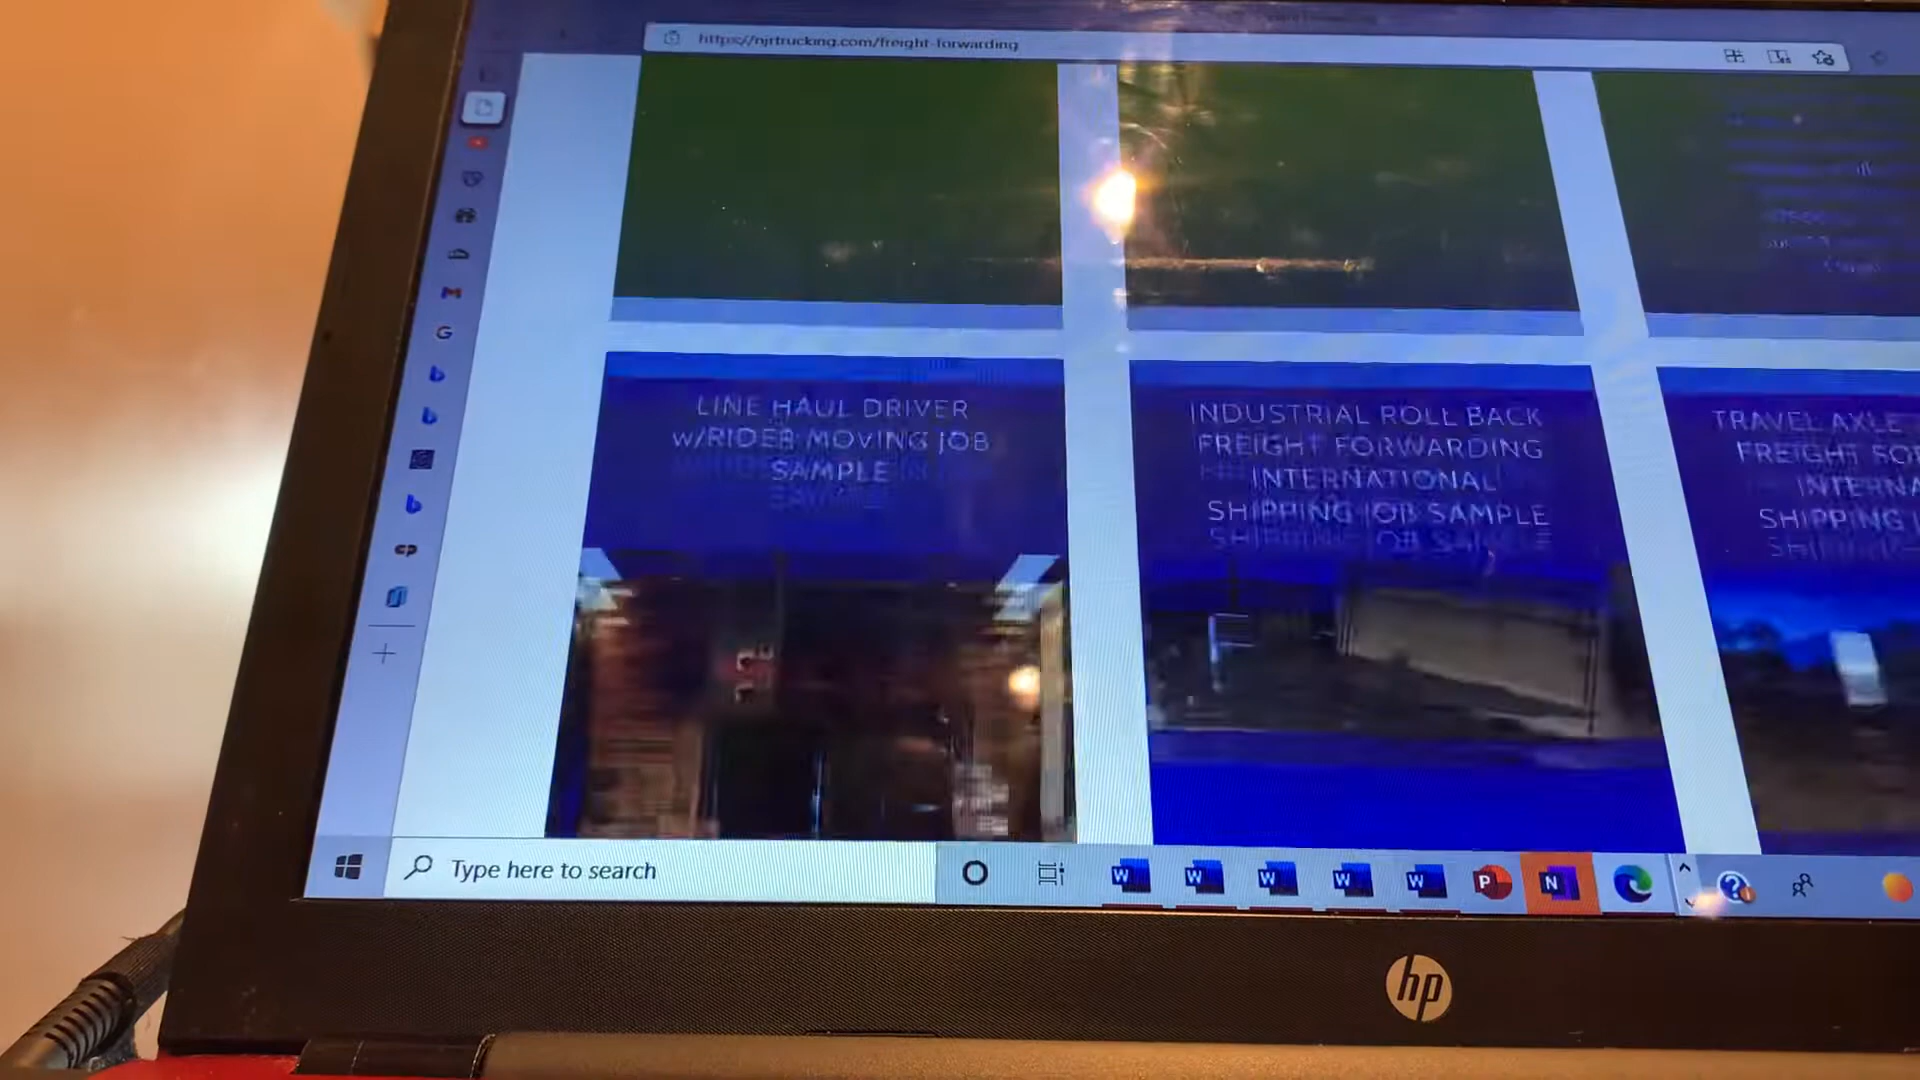 https://njrtrucking.com/freight-forwarding
LINE HAUL DRIVER
w/RIDER MOVING JOB
SAMPLE
INDUSTRIAL ROLL BACK
FREIGHT FORWARDING
INTERNATIONAL
SHIPPING JOB SAMPLE
TRAVEL AXLE
FREIGHT FOR
INTERNA
SHIPPING
Type here to search
hp